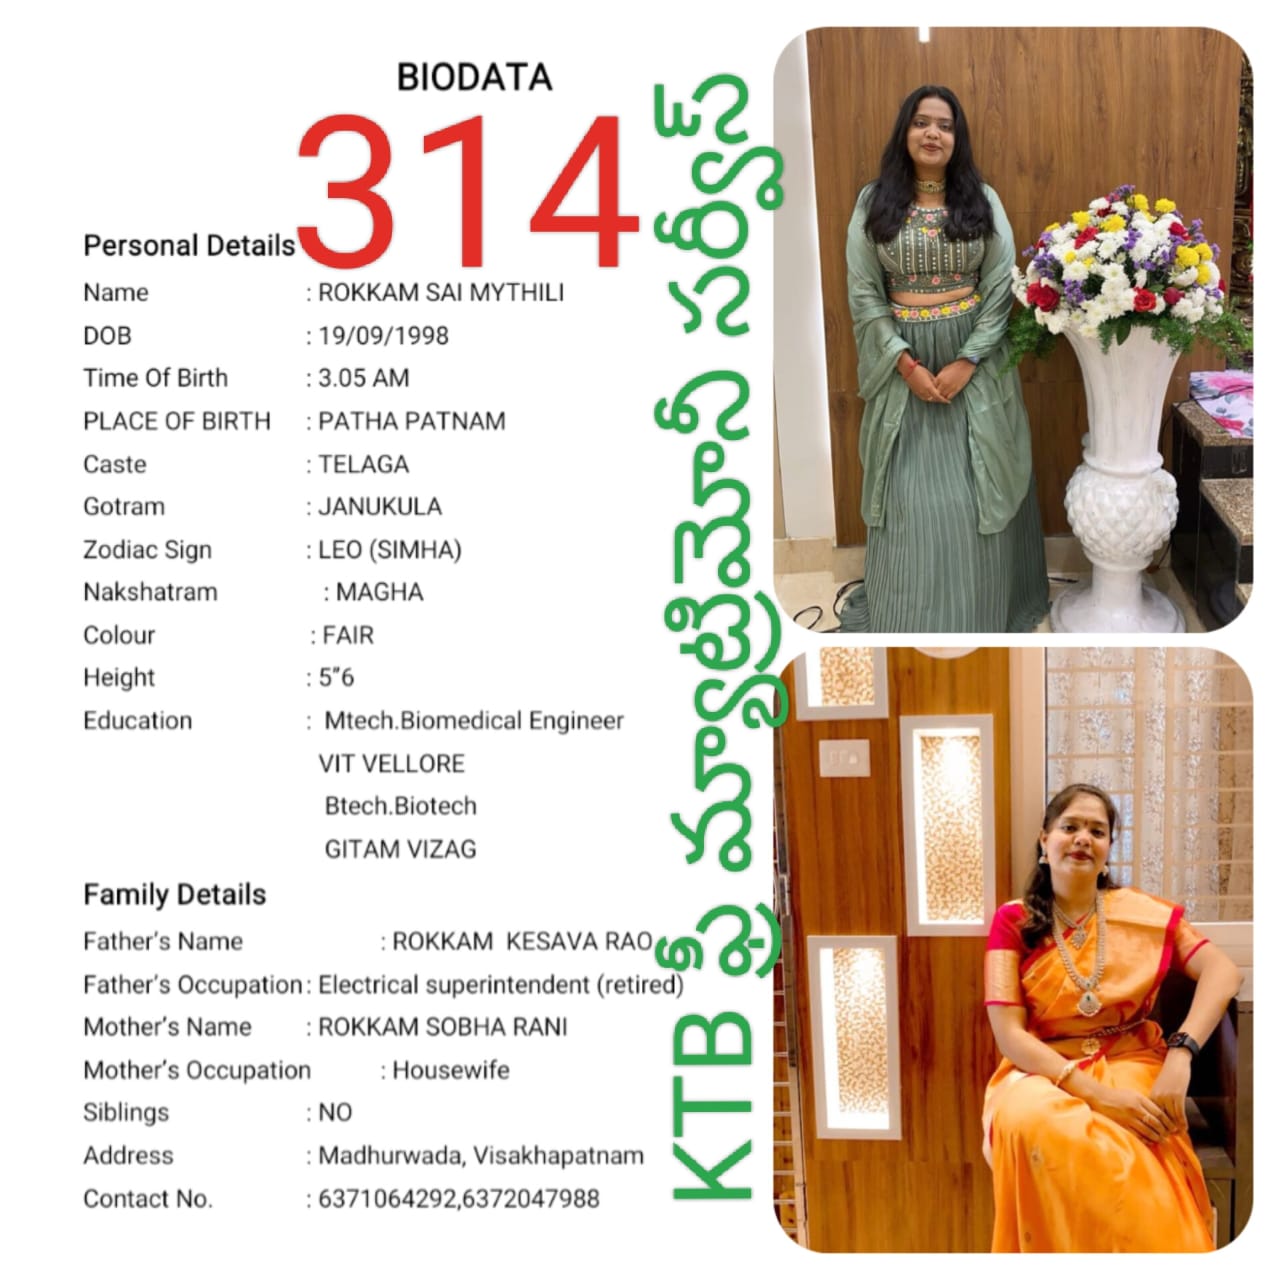 BIODATA
314
Personal Details
Name : ROKKAM SAI MYTHILI
DOB : 19/09/1998
Time Of Birth : 3.05 AM
PLACE OF BIRTH : PATHA PATNAM
Caste : TELAGA
Gotram : JANUKULA
Zodiac Sign : LEO (SIMHA)
Nakshatram : MAGHA
Colour : FAIR
Height : 5”6
Education : Mtech.Biomedical Engineer
VIT VELLORE
Btech.Biotech
GITAM VIZAG
Family Details
Father’s Name : ROKKAM KESAVA RAO
Father’s Occupation : Electrical superintendent (retired)
Mother’s Name : ROKKAM SOBHA RANI
Mother’s Occupation : Housewife
Siblings : NO
Address : Madhurwada, Visakhapatnam
Contact No. : 6371064292,6372047988
KTB ఫ్రీ మ్యాట్రిమోని సర్వీస్